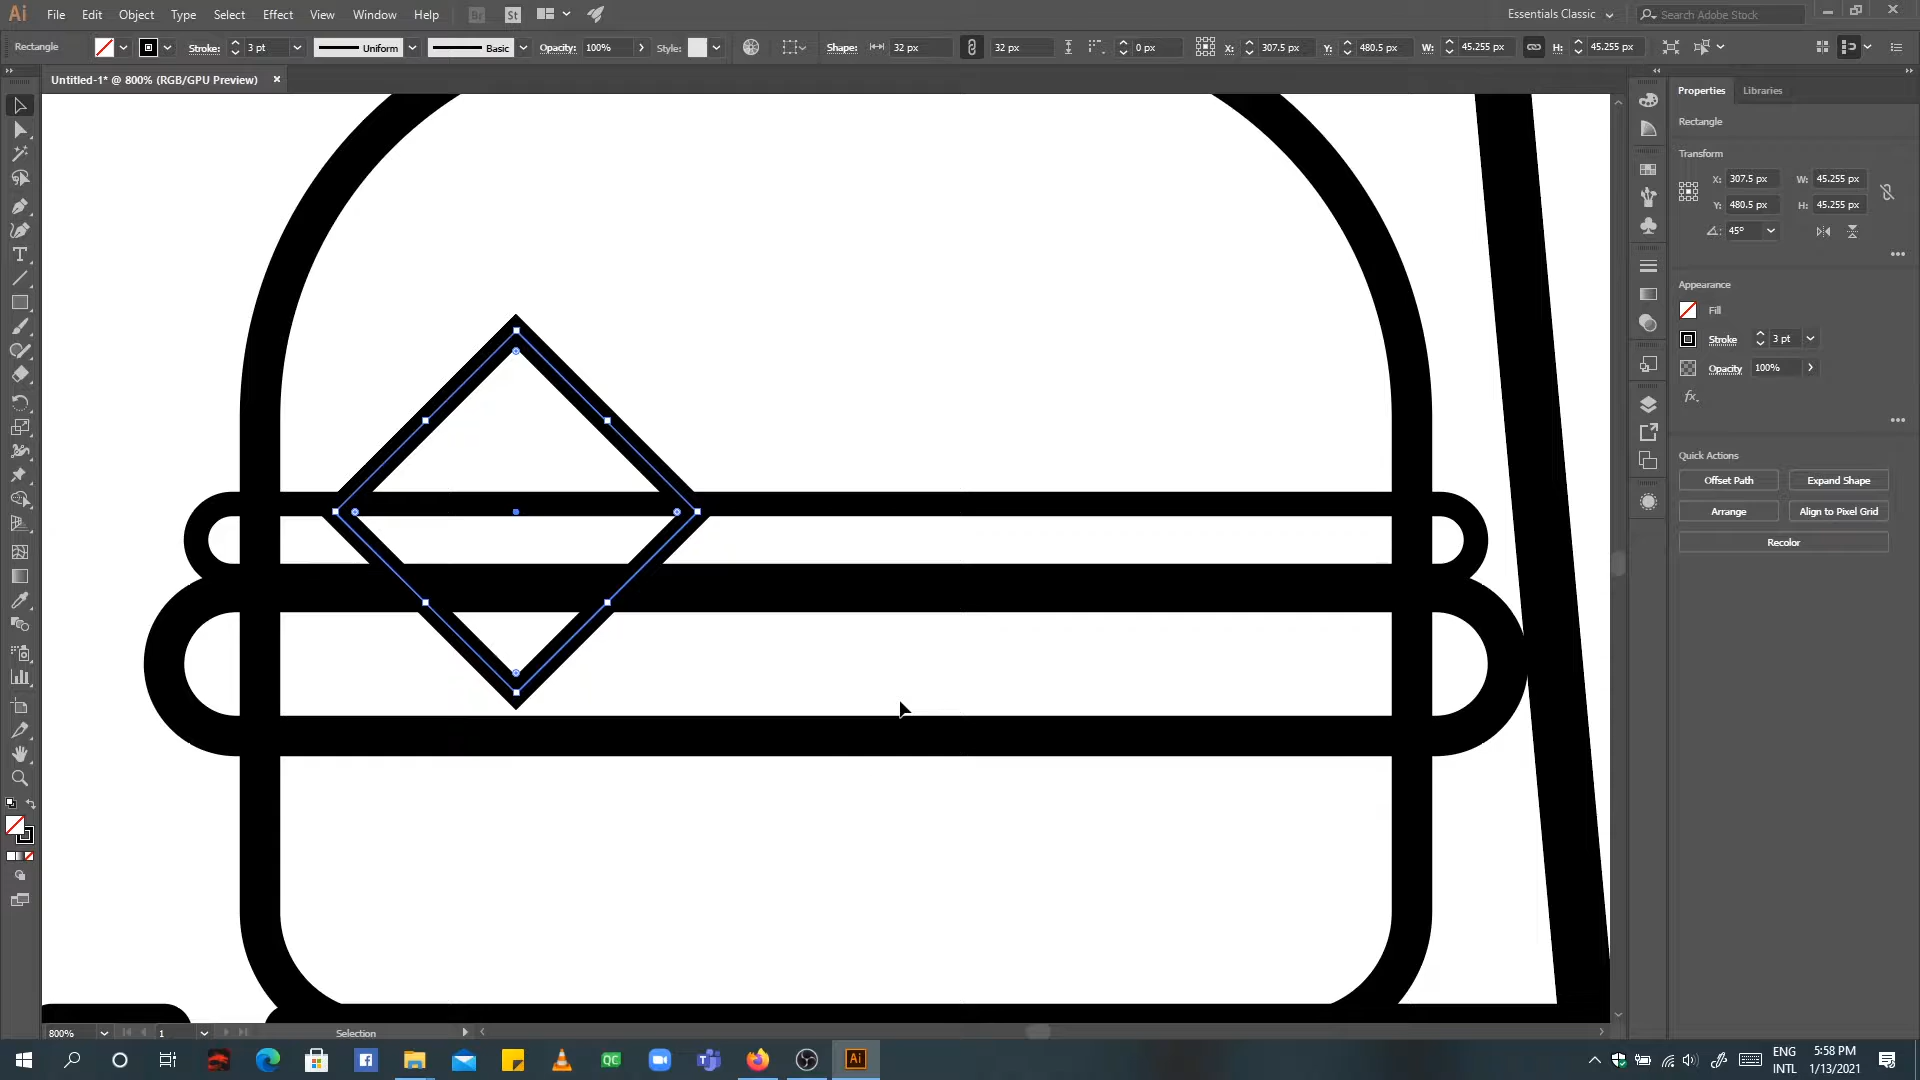 Ai File Edit Object Type Select Effect View Window Help Br St Essentials Classic Search Adobe Stock
Rectangle Stroke: 3 pt Uniform Basic Opacity: 100% Style: Shape: 32 px 32 px 0 px X: 307.5 px Y: 480.5 px W: 45.255 px H: 45.255 px
Untitled-1* @ 800% (RGB/GPU Preview) ×
Properties Libraries
Rectangle
Transform
X: 307.5 px W: 45.255 px
Y: 480.5 px H: 45.255 px
45°
Appearance
Fill
Stroke 3 pt
Opacity 100%
fx.
Quick Actions
Offset Path Expand Shape
Arrange Align to Pixel Grid
Recolor
800% 1 Selection
QC Ai ENG 5:58 PM
INTL 1/13/2021